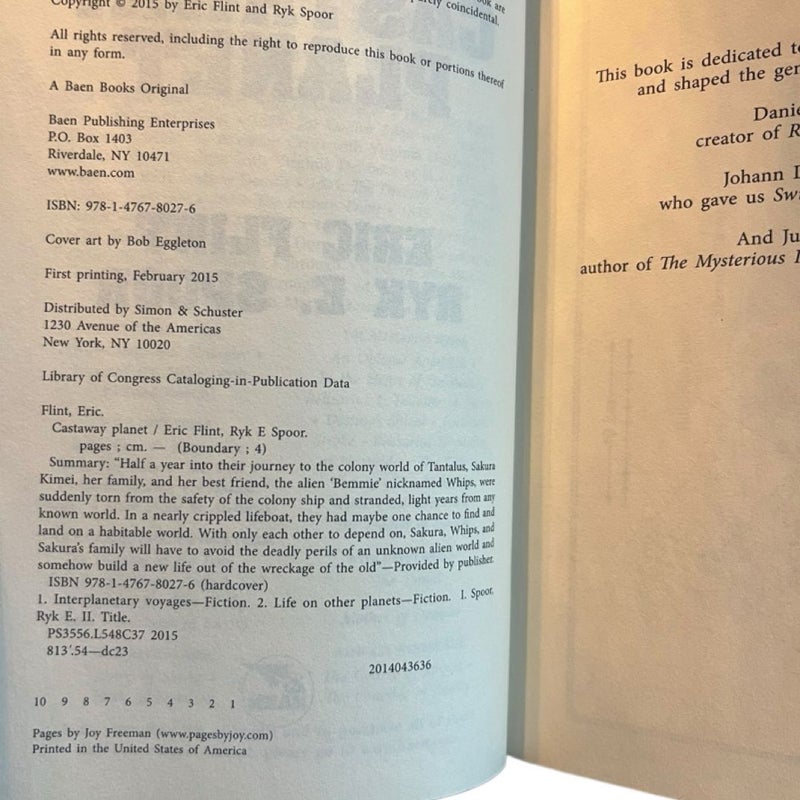 ok are
ely coincidental.
Copyright © 2015 by Eric Flint and Ryk Spoor
All rights reserved, including the right to reproduce this book or portions thereof
in any form.
A Baen Books Original
Baen Publishing Enterprises
P.O. Box 1403
Riverdale, NY 10471
www.baen.com
ISBN: 978-1-4767-8027-6
Cover art by Bob Eggleton
First printing, February 2015
Distributed by Simon & Schuster
1230 Avenue of the Americas
New York, NY 10020
Library of Congress Cataloging-in-Publication Data
Flint, Eric.
Castaway planet / Eric Flint, Ryk E Spoor.
pages ; cm. — (Boundary ; 4)
Summary: "Half a year into their journey to the colony world of Tantalus, Sakura
Kimei, her family, and her best friend, the alien 'Bemmie' nicknamed Whips, were
suddenly torn from the safety of the colony ship and stranded, light years from any
known world. In a nearly crippled lifeboat, they had maybe one chance to find and
land on a habitable world. With only each other to depend on, Sakura, Whips, and
Sakura's family will have to avoid the deadly perils of an unknown alien world and
somehow build a new life out of the wreckage of the old"—Provided by publisher.
ISBN 978-1-4767-8027-6 (hardcover)
1. Interplanetary voyages—Fiction. 2. Life on other planets—Fiction. I. Spoor,
Ryk E. II. Title.
PS3556.L548C37 2015
813'.54—dc23
2014043636
10 9 8 7 6 5 4 3 2 1
Pages by Joy Freeman (www.pagesbyjoy.com)
Printed in the United States of America
This book is dedicated t
and shaped the ge
Danie
creator of R
Johann
who gave us Sw
And Ju
author of The Mysterious I